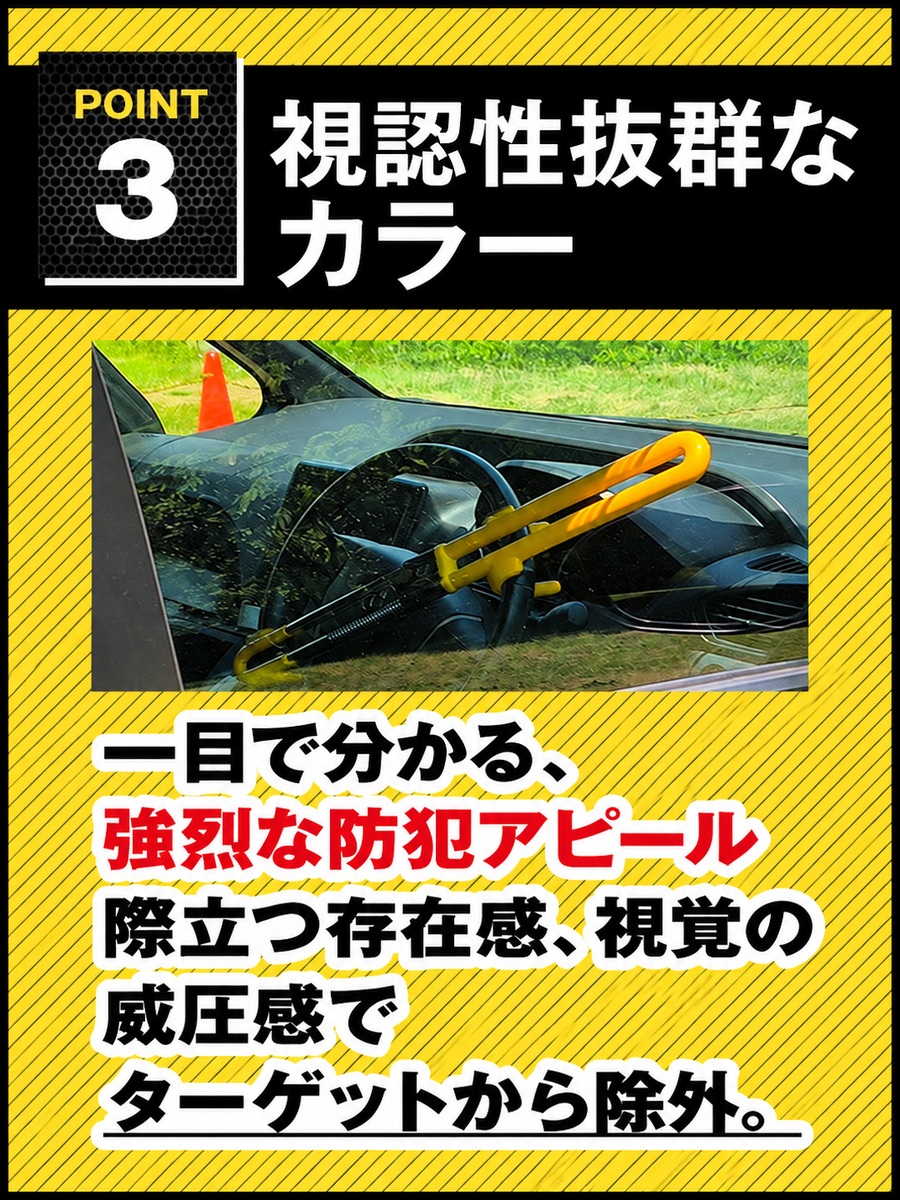 POINT
3
視認性抜群な
カラー
一目で分かる、
強烈な防犯アピール
際立つ存在感、視覚の
威圧感で
ターゲットから除外。